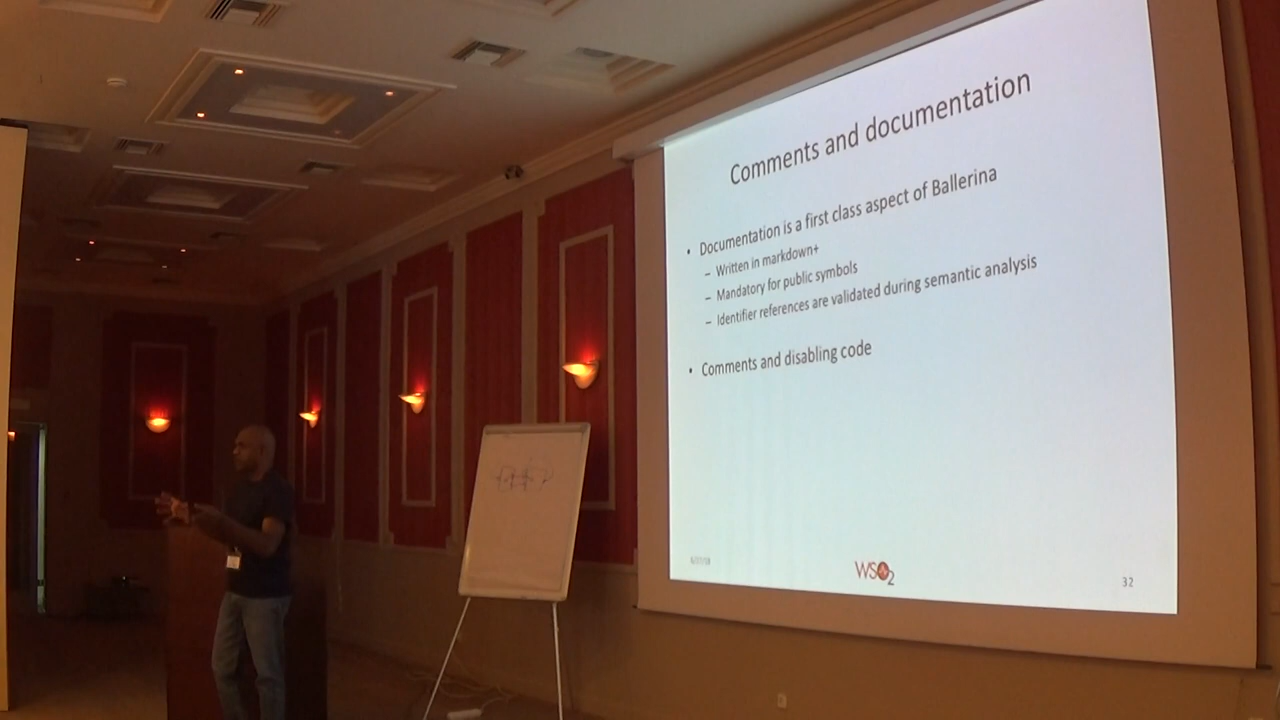 Comments and documentation
• Documentation is a first class aspect of Ballerina
– Written in markdown+
– Mandatory for public symbols
– Identifier references are validated during semantic analysis
• Comments and disabling code
WSO2
32